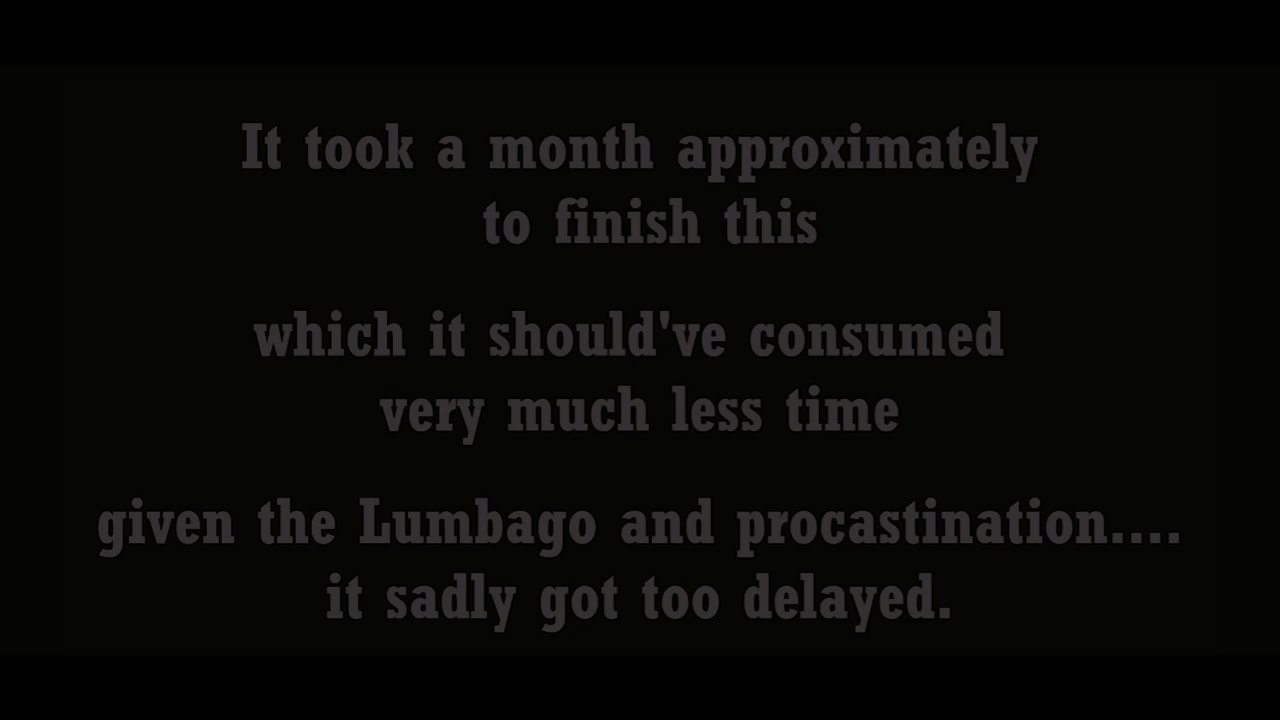 It took a month approximately
to finish this
which it should've consumed
very much less time
given the Lumbago and procastination....
it sadly got too delayed.